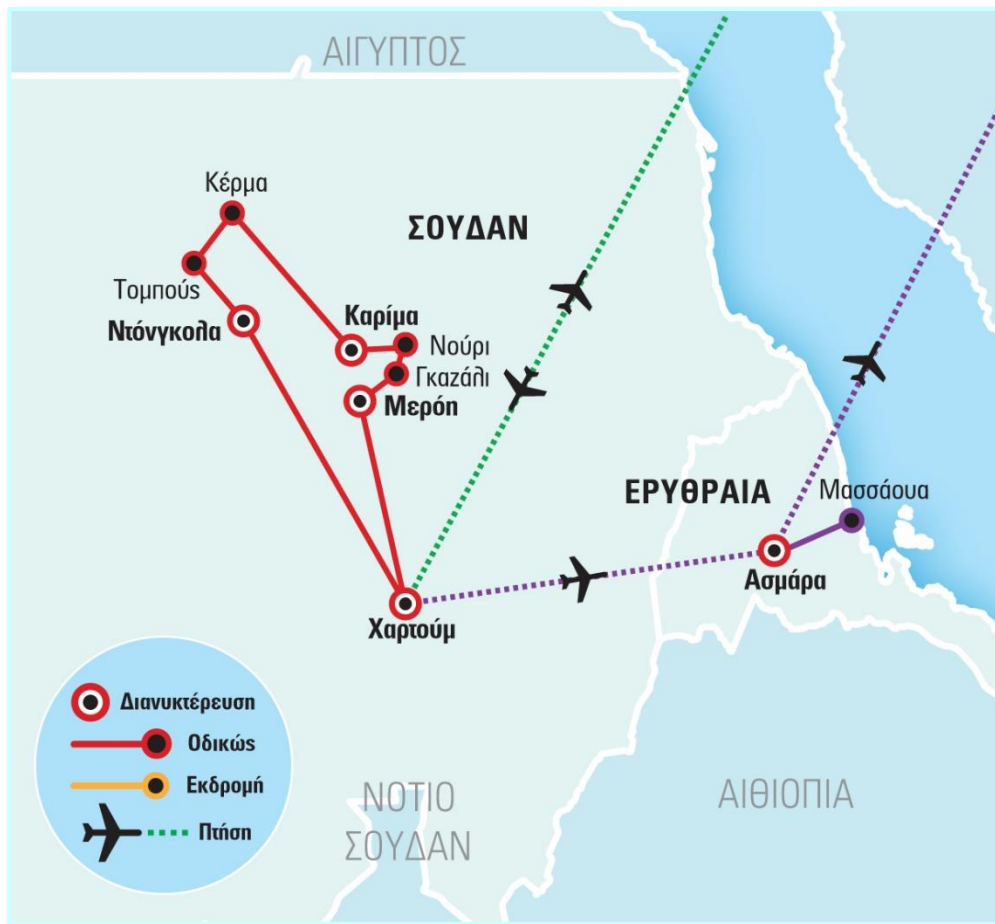 ΑΙΓΥΠΤΟΣ
Κέρμα
ΣΟΥΔΑΝ
Τομπούς
Ντόνγκολα
Καρίμα
Νούρι
Γκαζάλι
Μερόη
ΕΡΥΘΡΑΙΑ
Μασσάουα
Ασμάρα
Χαρτούμ
Διανυκτέρευση
Οδικώς
Εκδρομή
Πτήση
ΝΟΤΙΟ
ΣΟΥΔΑΝ
ΑΙΘΙΟΠΙΑ